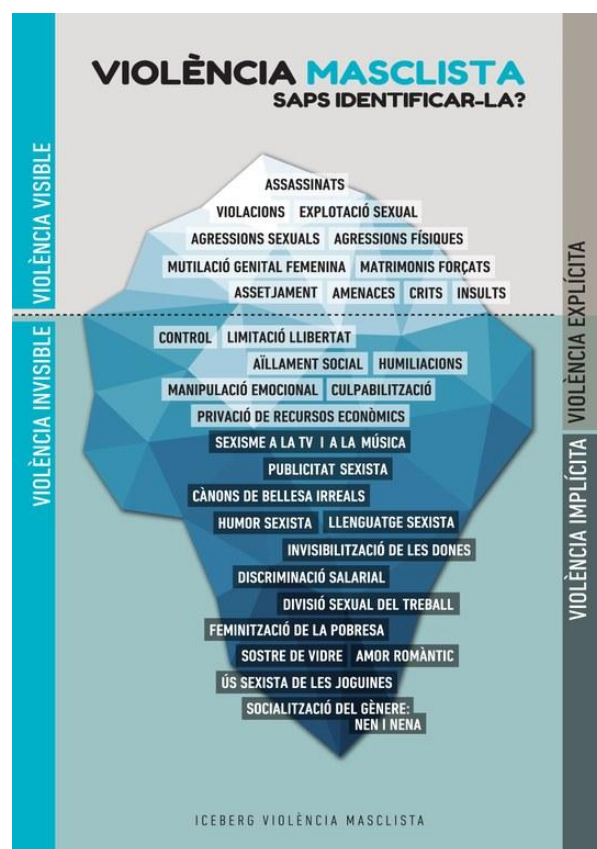 VIOLÈNCIA MASCLISTA
SAPS IDENTIFICAR-LA?
VIOLÈNCIA VISIBLE
VIOLÈNCIA INVISIBLE
VIOLÈNCIA EXPLÍCITA
VIOLÈNCIA IMPLÍCITA
ASSASSINATS
VIOLACIONS EXPLOTACIÓ SEXUAL
AGRESSIONS SEXUALS AGRESSIONS FÍSIQUES
MUTILACIÓ GENITAL FEMENINA MATRIMONIS FORÇATS
ASSETJAMENT AMENACES CRITS INSULTS
CONTROL LIMITACIÓ LLIBERTAT
AÏLLAMENT SOCIAL HUMILIACIONS
MANIPULACIÓ EMOCIONAL CULPABILITZACIÓ
PRIVACIÓ DE RECURSOS ECONÒMICS
SEXISME A LA TV I A LA MÚSICA
PUBLICITAT SEXISTA
CÀNONS DE BELLESA IRREALS
HUMOR SEXISTA LLENGUATGE SEXISTA
INVISIBILITZACIÓ DE LES DONES
DISCRIMINACIÓ SALARIAL
DIVISIÓ SEXUAL DEL TREBALL
FEMINITZACIÓ DE LA POBRESA
SOSTRE DE VIDRE AMOR ROMÀNTIC
ÚS SEXISTA DE LES JOGUINES
SOCIALITZACIÓ DEL GÈNERE:
NEN I NENA
ICEBERG VIOLÈNCIA MASCLISTA